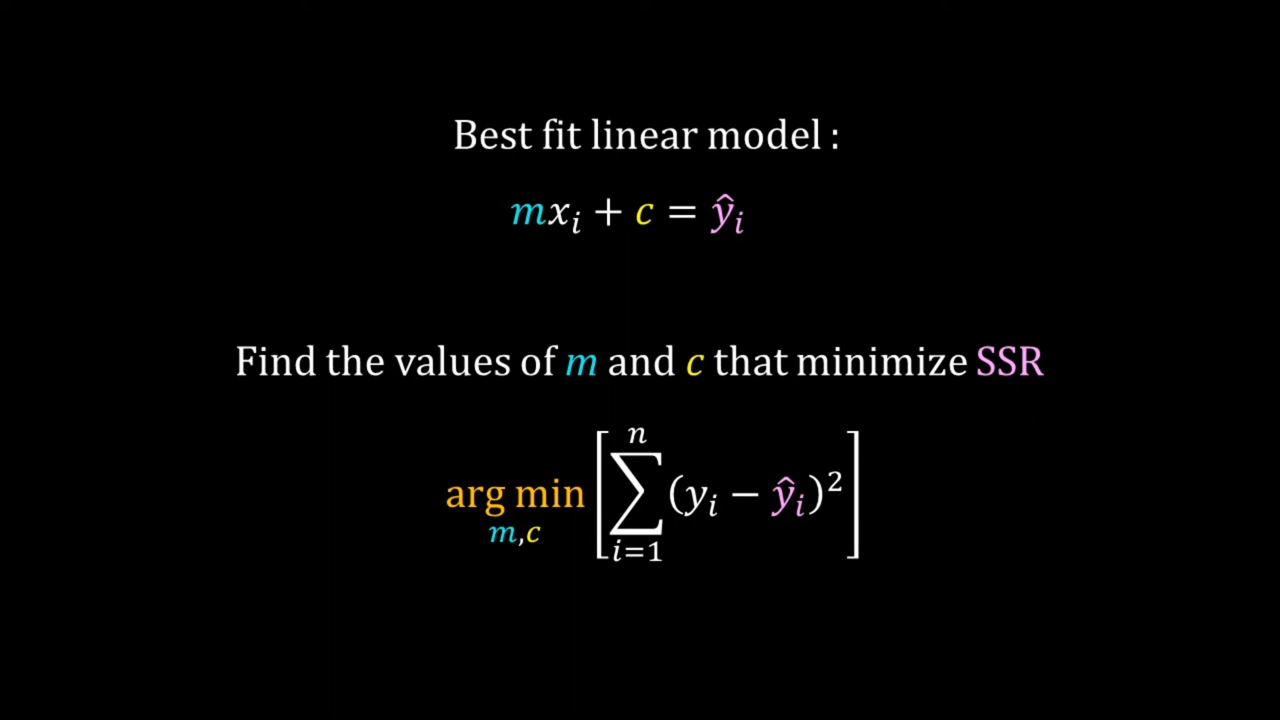 Best fit linear model :
mxᵢ + c = ŷᵢ
Find the values of m and c that minimize SSR
arg min m,c [∑ i=1 n (yᵢ − ŷᵢ)²]